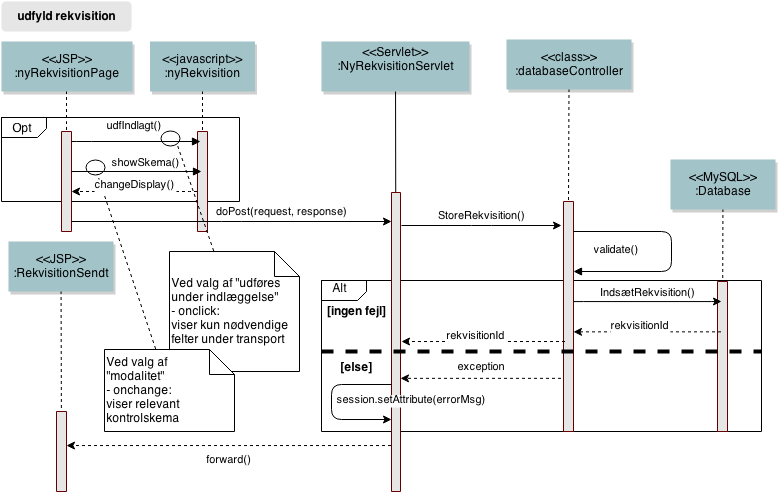 udfyld rekvisition
<<JSP>>
:nyRekvisitionPage
<<javascript>>
:nyRekvisition
<<Servlet>>
:NyRekvisitionServlet
<<class>>
:databaseController
<<MySQL>>
:Database
Opt
udfIndlagt()
showSkema()
changeDisplay()
doPost(request, response)
StoreRekvisition()
validate()
<<JSP>>
:RekvisitionSendt
Ved valg af "udføres
under indlæggelse"
- onclick:
viser kun nødvendige
felter under transport
Alt
[ingen fejl]
IndsætRekvisition()
rekvisitionId
rekvisitionId
[else]
exception
session.setAttribute(errorMsg)
Ved valg af
"modalitet"
- onchange:
viser relevant
kontrolskema
forward()